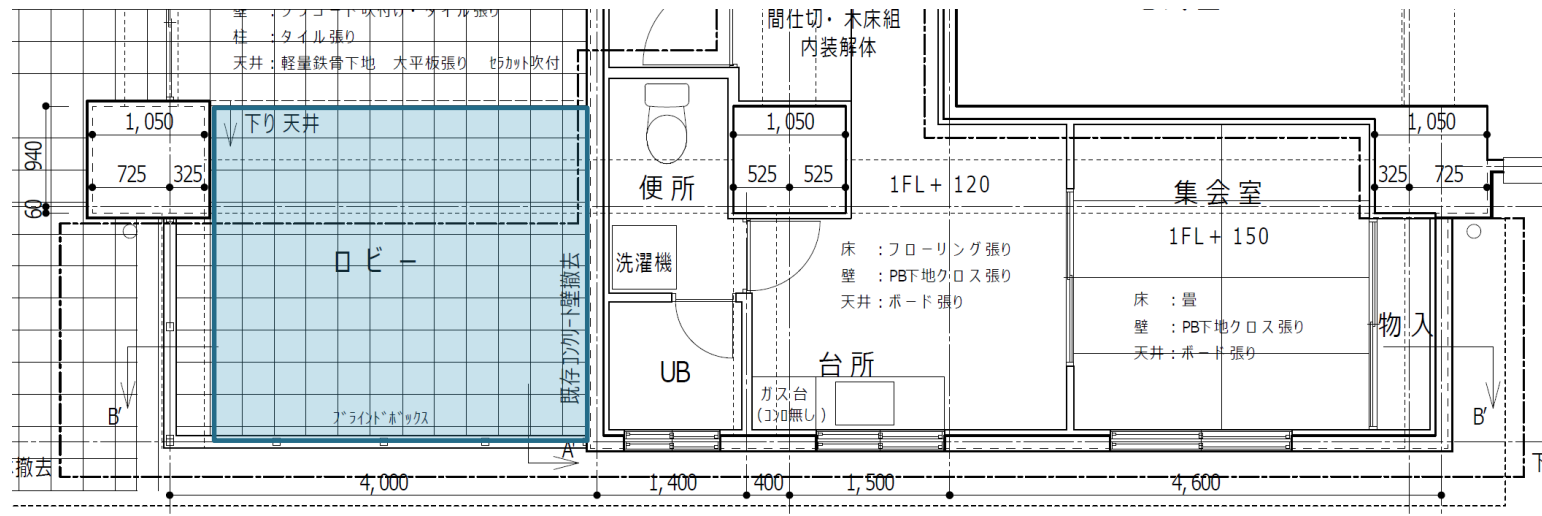 柱　：タイル張り
天井：軽量鉄骨下地　大平板張り　ｾﾗｶｯﾄ吹付
間仕切・木床組
内装解体
1,050
725
325
940
60
下り天井
ロビー
既存コンクリート壁撤去
ﾌﾞﾗｲﾝﾄﾞﾎﾞｯｸｽ
B'
A'
便所
洗濯機
UB
1,050
525
525
1FL＋120
床　：フローリング張り
壁　：PB下地クロス張り
天井：ボード張り
台所
ガス台
(ｺﾝﾛ無し)
集会室
1FL＋150
床　：畳
壁　：PB下地クロス張り
天井：ボード張り
物入
1,050
325
725
B'
撤去
下
4,000
1,400
400
1,500
4,600